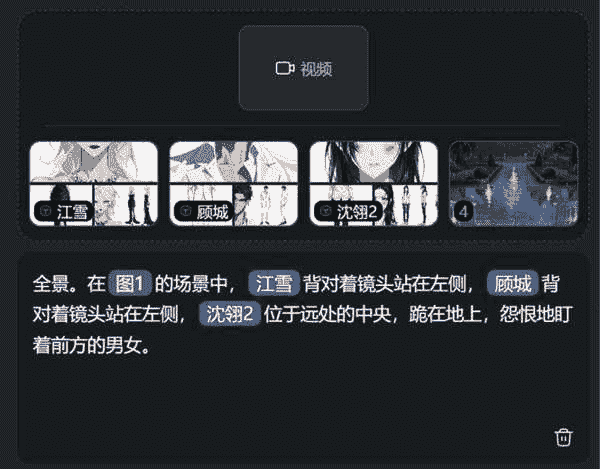 视频
江雪
顾城
沈翎2
4
全景。在 图1 的场景中， 江雪 背对着镜头站在左侧， 顾城 背
对着镜头站在左侧， 沈翎2 位于远处的中央，跪在地上，怨恨地盯
着前方的男女。